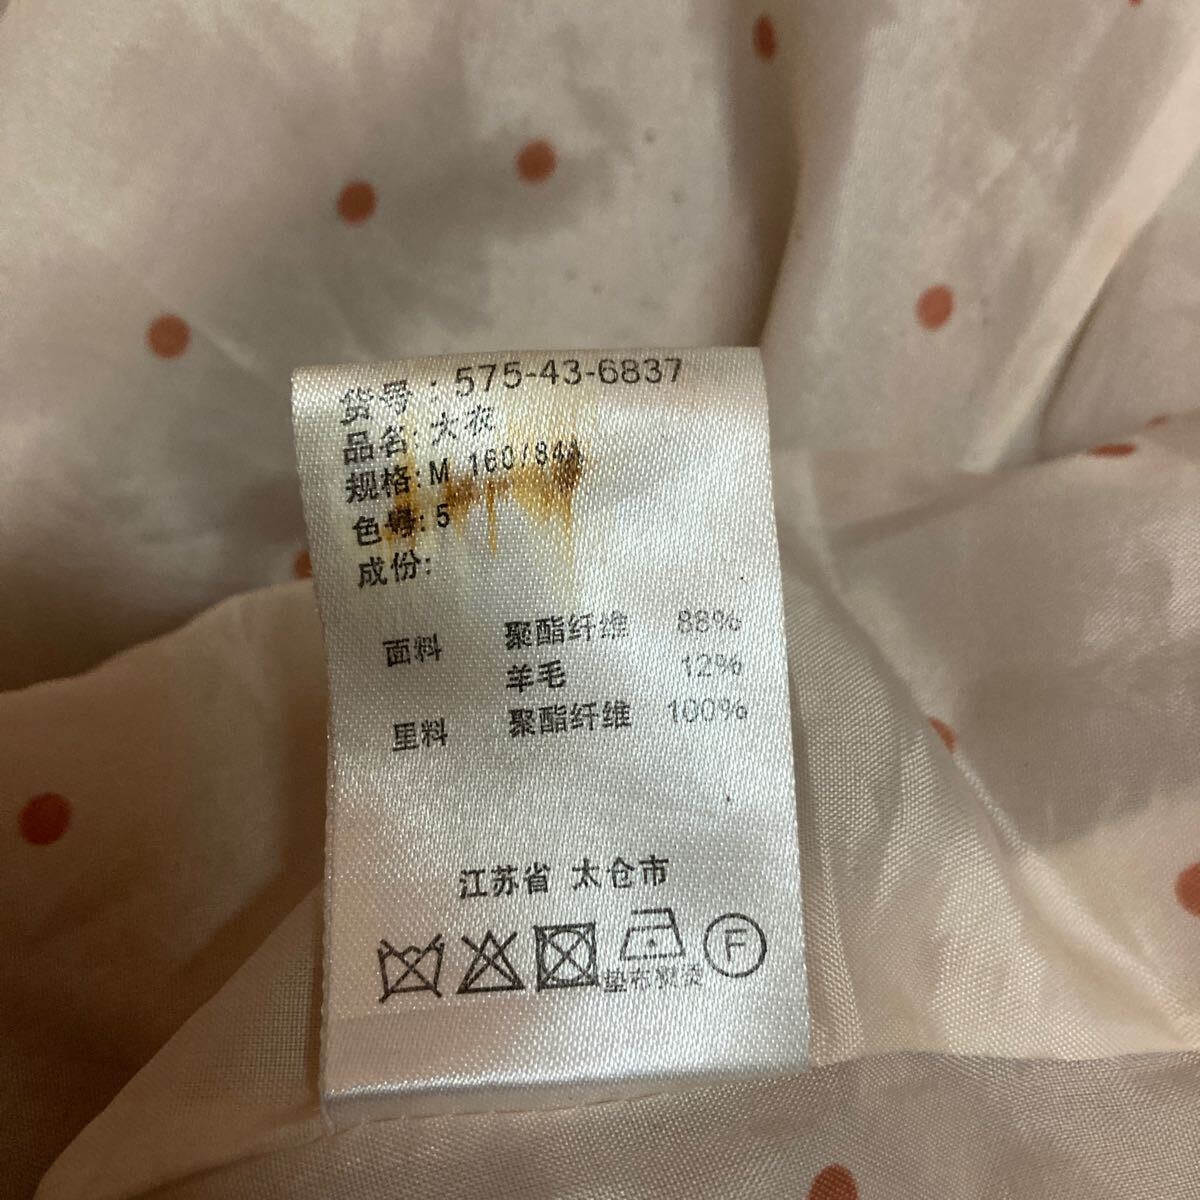 货号：575-43-6837
品名：大衣
规格：M 160/84A
色号：5
成份：
面料 聚酯纤维 88%
羊毛 12%
里料 聚酯纤维 100%
江苏省 太仓市
F
垫布熨烫